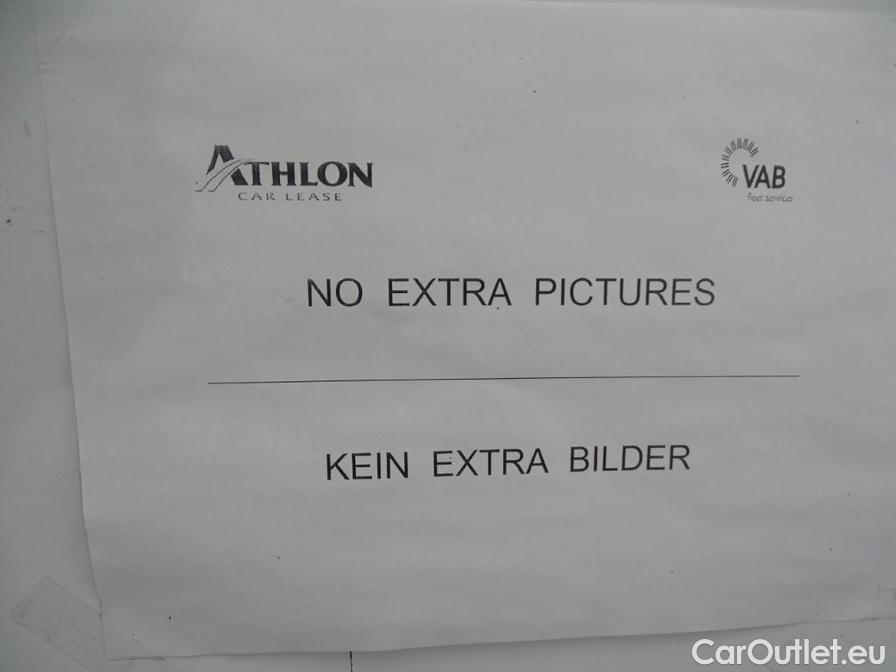 ATHLON
CAR LEASE
VAB
fleet services
NO EXTRA PICTURES
KEIN EXTRA BILDER
CarOutlet.eu